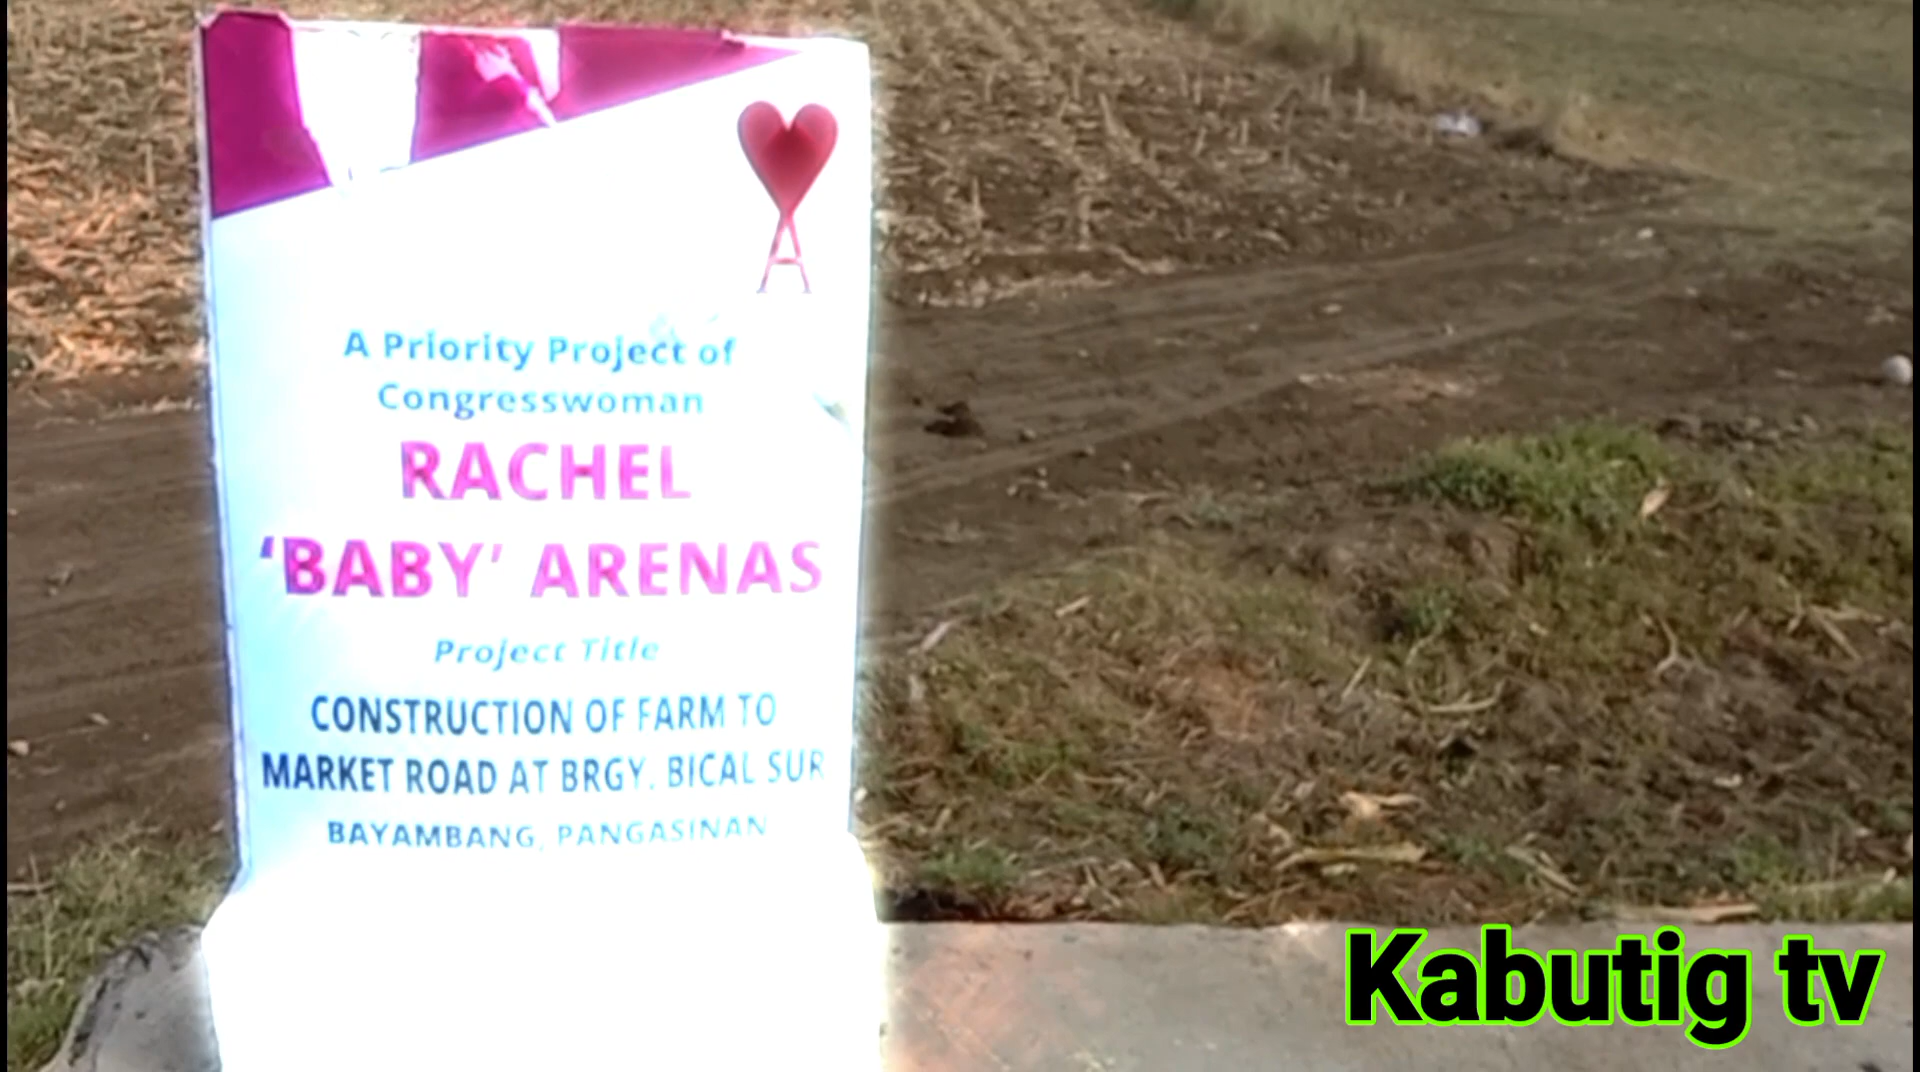 A Priority Project of
Congresswoman
RACHEL
'BABY' ARENAS
Project Title
CONSTRUCTION OF FARM TO
MARKET ROAD AT BRGY. BICAL SUR
BAYAMBANG, PANGASINAN
Kabutig tv